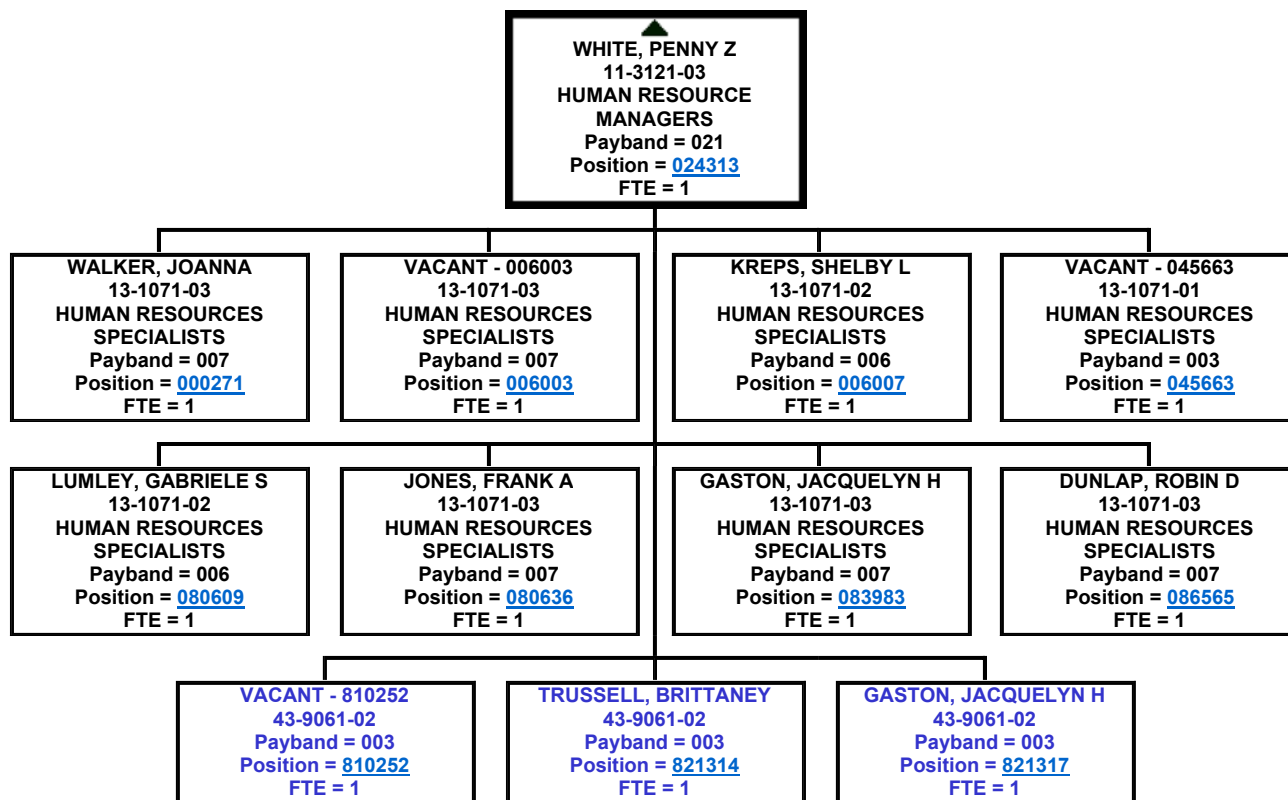 WHITE, PENNY Z
11-3121-03
HUMAN RESOURCE
MANAGERS
Payband = 021
Position = 024313
FTE = 1
WALKER, JOANNA
13-1071-03
HUMAN RESOURCES
SPECIALISTS
Payband = 007
Position = 000271
FTE = 1
VACANT - 006003
13-1071-03
HUMAN RESOURCES
SPECIALISTS
Payband = 007
Position = 006003
FTE = 1
KREPS, SHELBY L
13-1071-02
HUMAN RESOURCES
SPECIALISTS
Payband = 006
Position = 006007
FTE = 1
VACANT - 045663
13-1071-01
HUMAN RESOURCES
SPECIALISTS
Payband = 003
Position = 045663
FTE = 1
LUMLEY, GABRIELE S
13-1071-02
HUMAN RESOURCES
SPECIALISTS
Payband = 006
Position = 080609
FTE = 1
JONES, FRANK A
13-1071-03
HUMAN RESOURCES
SPECIALISTS
Payband = 007
Position = 080636
FTE = 1
GASTON, JACQUELYN H
13-1071-03
HUMAN RESOURCES
SPECIALISTS
Payband = 007
Position = 083983
FTE = 1
DUNLAP, ROBIN D
13-1071-03
HUMAN RESOURCES
SPECIALISTS
Payband = 007
Position = 086565
FTE = 1
VACANT - 810252
43-9061-02
Payband = 003
Position = 810252
FTE = 1
TRUSSELL, BRITTANEY
43-9061-02
Payband = 003
Position = 821314
FTE = 1
GASTON, JACQUELYN H
43-9061-02
Payband = 003
Position = 821317
FTE = 1